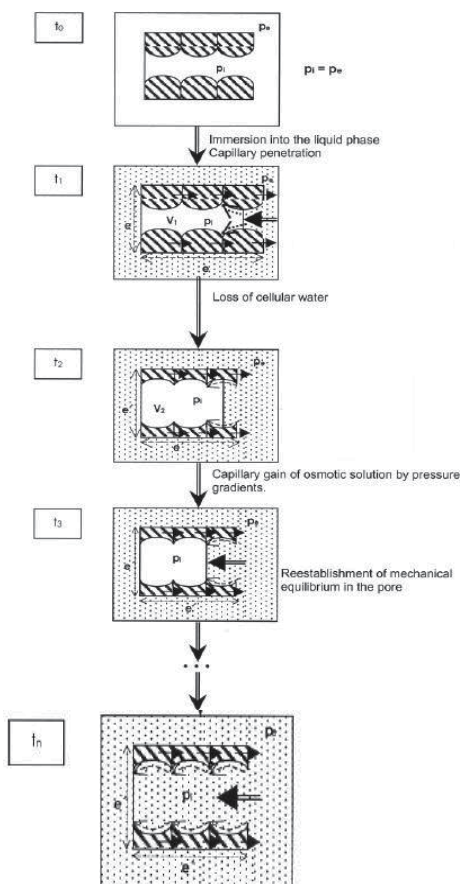 t₀
pₑ
pᵢ
pᵢ = pₑ
Immersion into the liquid phase
Capillary penetration
t₁
pₑ
e
V₁
pᵢ
e
Loss of cellular water
t₂
pₑ
e'
V₂
pᵢ
e'
Capillary gain of osmotic solution by pressure
gradients.
t₃
pₑ
e
pᵢ
e'
Reestablishment of mechanical
equilibrium in the pore
...
tₙ
e'
e'